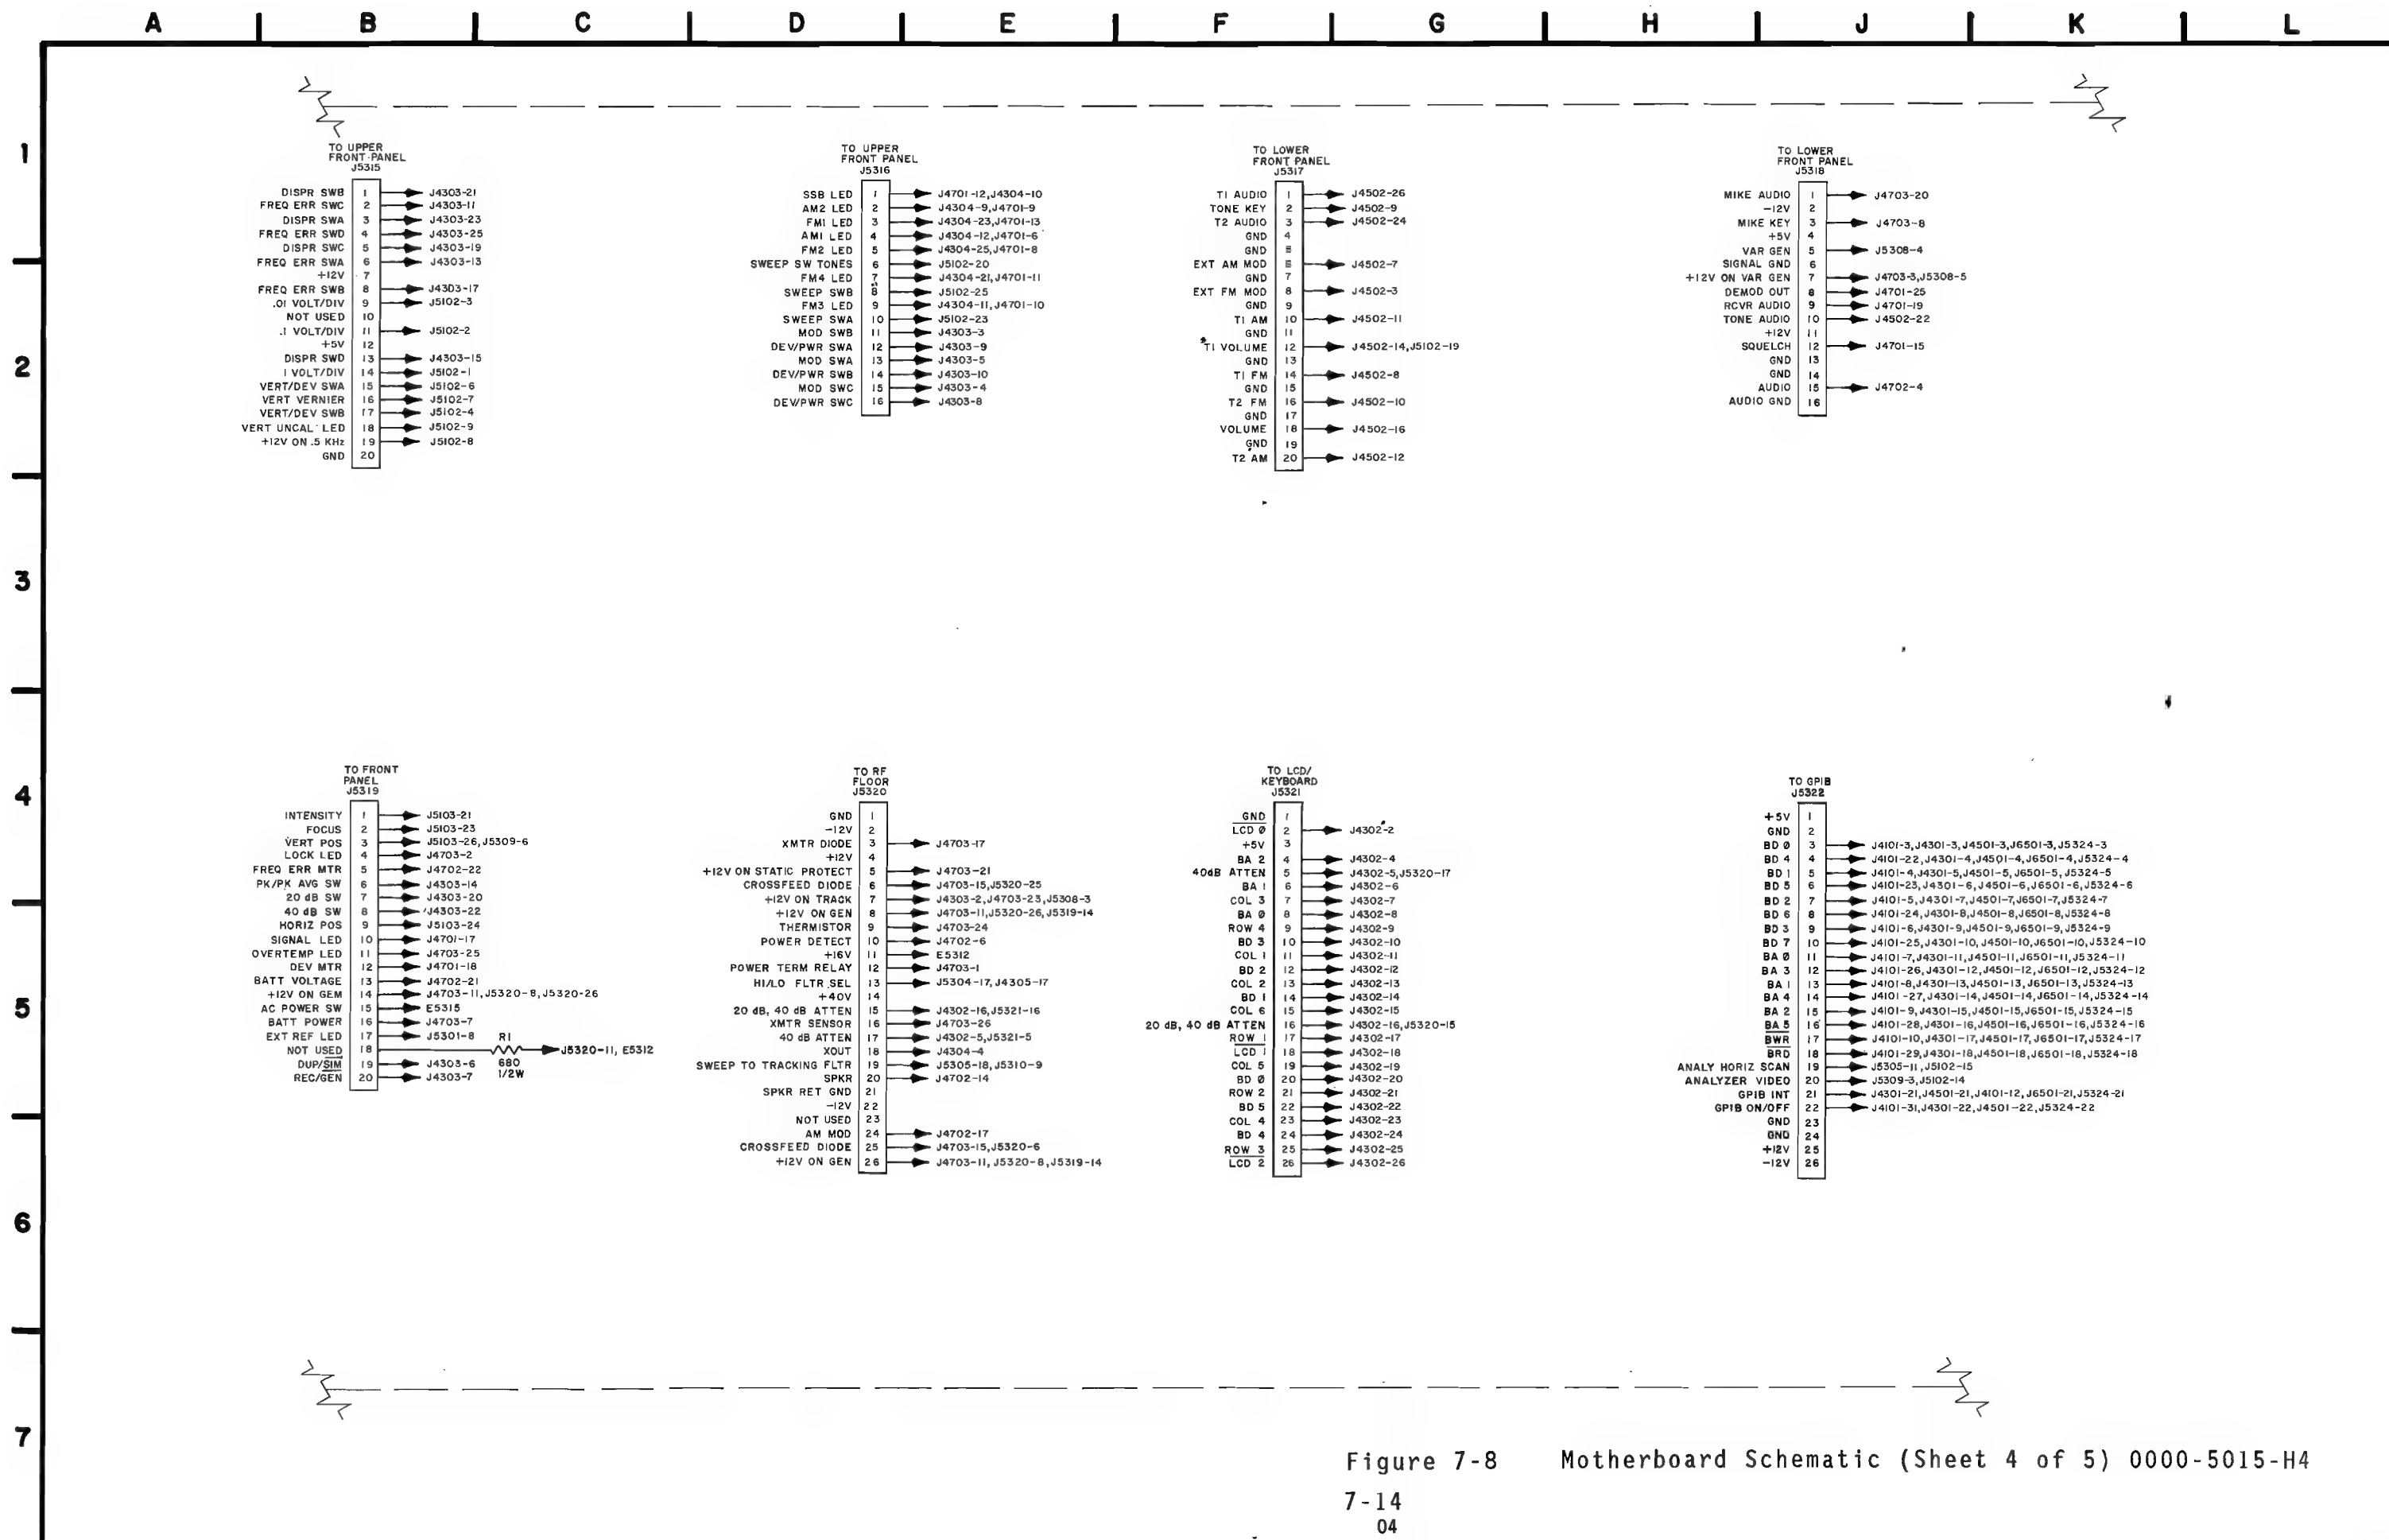 A B C D E F G H J K L
1
2
3
4
5
6
7
TO UPPER
FRONT PANEL
J5315
DISPR SWB 1 J4303-21
FREQ ERR SWC 2 J4303-11
DISPR SWA 3 J4303-23
FREQ ERR SWD 4 J4303-25
DISPR SWC 5 J4303-19
FREQ ERR SWA 6 J4303-13
+12V 7
FREQ ERR SWB 8 J4303-17
.01 VOLT/DIV 9 J5102-3
NOT USED 10
.1 VOLT/DIV 11 J5102-2
+5V 12
DISPR SWD 13 J4303-15
1 VOLT/DIV 14 J5102-1
VERT/DEV SWA 15 J5102-6
VERT VERNIER 16 J5102-7
VERT/DEV SWB 17 J5102-4
VERT UNCAL LED 18 J5102-9
+12V ON .5 KHz 19 J5102-8
GND 20
TO UPPER
FRONT PANEL
J5316
SSB LED 1 J4701-12,J4304-10
AM2 LED 2 J4304-9,J4701-9
FM1 LED 3 J4304-23,J4701-13
AM1 LED 4 J4304-12,J4701-6
FM2 LED 5 J4304-25,J4701-8
SWEEP SW TONES 6 J5102-20
FM4 LED 7 J4304-21,J4701-11
SWEEP SWB 8 J5102-25
FM3 LED 9 J4304-11,J4701-10
SWEEP SWA 10 J5102-23
MOD SWB 11 J4303-3
DEV/PWR SWA 12 J4303-9
MOD SWA 13 J4303-5
DEV/PWR SWB 14 J4303-10
MOD SWC 15 J4303-4
DEV/PWR SWC 16 J4303-8
TO LOWER
FRONT PANEL
J5317
T1 AUDIO 1 J4502-26
TONE KEY 2 J4502-9
T2 AUDIO 3 J4502-24
GND 4
GND
EXT AM MOD J4502-7
GND 7
EXT FM MOD 8 J4502-3
GND 9
T1 AM 10 J4502-11
GND 11
T1 VOLUME 12 J4502-14,J5102-19
GND 13
T1 FM 14 J4502-8
GND 15
T2 FM 16 J4502-10
GND 17
VOLUME 18 J4502-16
GND 19
T2 AM 20 J4502-12
TO LOWER
FRONT PANEL
J5318
MIKE AUDIO 1 J4703-20
-12V 2
MIKE KEY 3 J4703-8
+5V 4
VAR GEN 5 J5308-4
SIGNAL GND 6
+12V ON VAR GEN 7 J4703-3,J5308-5
DEMOD OUT 8 J4701-25
RCVR AUDIO 9 J4701-19
TONE AUDIO 10 J4502-22
+12V 11
SQUELCH 12 J4701-15
GND 13
GND 14
AUDIO 15 J4702-4
AUDIO GND 16
TO FRONT
PANEL
J5319
INTENSITY 1 J5103-21
FOCUS 2 J5103-23
VERT POS 3 J5103-26,J5309-6
LOCK LED 4 J4703-2
FREQ ERR MTR 5 J4702-22
PK/PK AVG SW 6 J4303-14
20 dB SW 7 J4303-20
40 dB SW 8 J4303-22
HORIZ POS 9 J5103-24
SIGNAL LED 10 J4701-17
OVERTEMP LED 11 J4703-25
DEV MTR 12 J4701-18
BATT VOLTAGE 13 J4702-21
+12V ON GEM 14 J4703-11,J5320-8,J5320-26
AC POWER SW 15 E5315
BATT POWER 16 J4703-7
EXT REF LED 17 J5301-8
R1
NOT USED 18 J5320-11, E5312
DUP/SIM 19 J4303-6
680
1/2W
REC/GEN 20 J4303-7
TO RF
FLOOR
J5320
GND 1
-12V 2
XMTR DIODE 3 J4703-17
+12V 4
+12V ON STATIC PROTECT 5 J4703-21
CROSSFEED DIODE 6 J4703-15,J5320-25
+12V ON TRACK 7 J4303-2,J4703-23,J5308-3
+12V ON GEN 8 J4703-11,J5320-26,J5319-14
THERMISTOR 9 J4703-24
POWER DETECT 10 J4702-6
+16V 11 E5312
POWER TERM RELAY 12 J4703-1
HI/LO FLTR SEL 13 J5304-17,J4305-17
+40V 14
20 dB, 40 dB ATTEN 15 J4302-16,J5321-16
XMTR SENSOR 16 J4703-26
40 dB ATTEN 17 J4302-5,J5321-5
XOUT 18 J4304-4
SWEEP TO TRACKING FLTR 19 J5305-18,J5310-9
SPKR 20 J4702-14
SPKR RET GND 21
-12V 22
NOT USED 23
AM MOD 24 J4702-17
CROSSFEED DIODE 25 J4703-15,J5320-6
+12V ON GEN 26 J4703-11, J5320-8,J5319-14
TO LCD/
KEYBOARD
J5321
GND 1
LCD Ø 2 J4302-2
+5V 3
BA 2 4 J4302-4
40dB ATTEN 5 J4302-5,J5320-17
BA 1 6 J4302-6
COL 3 7 J4302-7
BA Ø 8 J4302-8
ROW 4 9 J4302-9
BD 3 10 J4302-10
COL 1 11 J4302-11
BD 2 12 J4302-12
COL 2 13 J4302-13
BD 1 14 J4302-14
COL 6 15 J4302-15
20 dB, 40 dB ATTEN 16 J4302-16,J5320-15
ROW 1 17 J4302-17
LCD 1 18 J4302-18
COL 5 19 J4302-19
BD Ø 20 J4302-20
ROW 2 21 J4302-21
BD 5 22 J4302-22
COL 4 23 J4302-23
BD 4 24 J4302-24
ROW 3 25 J4302-25
LCD 2 26 J4302-26
TO GPIB
J5322
+5V 1
GND 2
BD Ø 3 J4101-3,J4301-3,J4501-3,J6501-3,J5324-3
BD 4 4 J4101-22,J4301-4,J4501-4,J6501-4,J5324-4
BD 1 5 J4101-4,J4301-5,J4501-5,J6501-5,J5324-5
BD 5 6 J4101-23,J4301-6,J4501-6,J6501-6,J5324-6
BD 2 7 J4101-5,J4301-7,J4501-7,J6501-7,J5324-7
BD 6 8 J4101-24,J4301-8,J4501-8,J6501-8,J5324-8
BD 3 9 J4101-6,J4301-9,J4501-9,J6501-9,J5324-9
BD 7 10 J4101-25,J4301-10,J4501-10,J6501-10,J5324-10
BA Ø 11 J4101-7,J4301-11,J4501-11,J6501-11,J5324-11
BA 3 12 J4101-26,J4301-12,J4501-12,J6501-12,J5324-12
BA 1 13 J4101-8,J4301-13,J4501-13,J6501-13,J5324-13
BA 4 14 J4101-27,J4301-14,J4501-14,J6501-14,J5324-14
BA 2 15 J4101-9,J4301-15,J4501-15,J6501-15,J5324-15
BA 5 16 J4101-28,J4301-16,J4501-16,J6501-16,J5324-16
BWR 17 J4101-10,J4301-17,J4501-17,J6501-17,J5324-17
BRD 18 J4101-29,J4301-18,J4501-18,J6501-18,J5324-18
ANALY HORIZ SCAN 19 J5305-11,J5102-15
ANALYZER VIDEO 20 J5309-3,J5102-14
GPIB INT 21 J4301-21,J4501-21,J4101-12,J6501-21,J5324-21
GPIB ON/OFF 22 J4101-31,J4301-22,J4501-22,J5324-22
GND 23
GND 24
+12V 25
-12V 26
Figure 7-8 Motherboard Schematic (Sheet 4 of 5) 0000-5015-H4
7-14
04